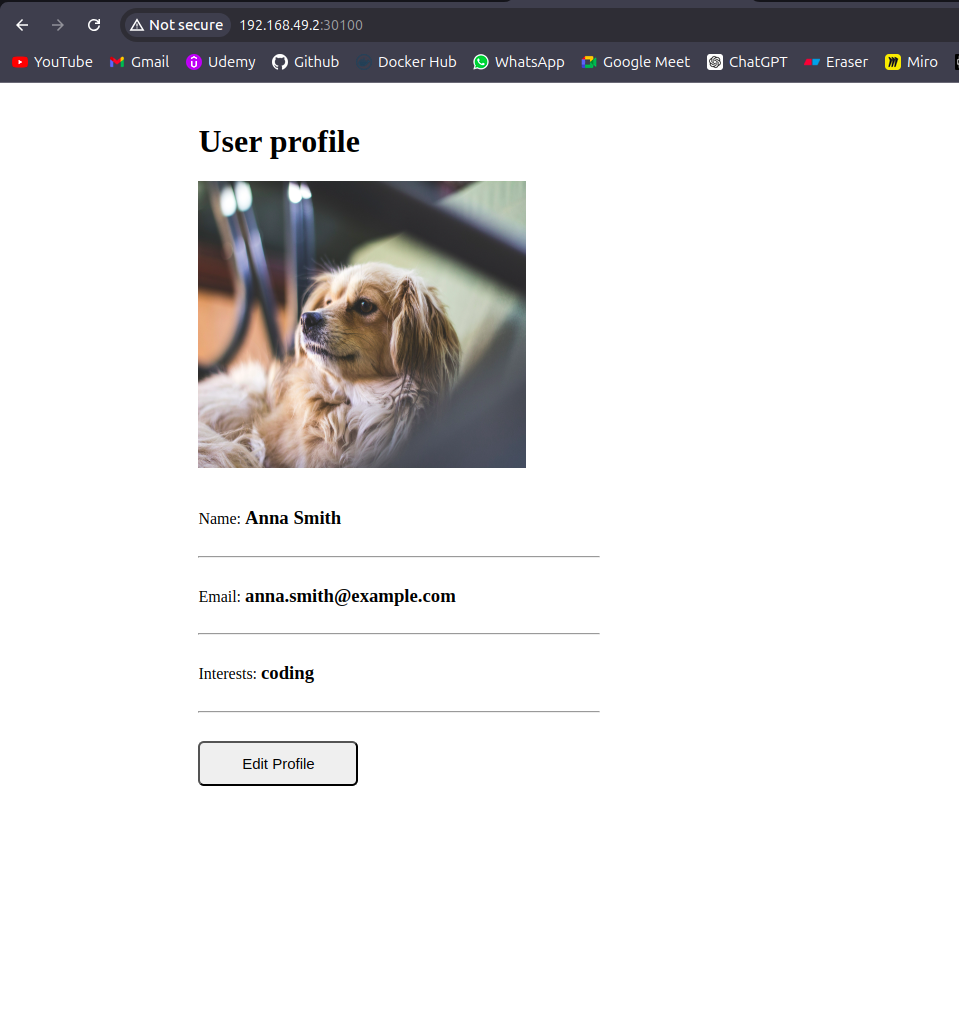 Not secure 192.168.49.2:30100
YouTube Gmail Udemy Github Docker Hub WhatsApp Google Meet ChatGPT Eraser Miro
User profile
Name: Anna Smith
Email: anna.smith@example.com
Interests: coding
Edit Profile